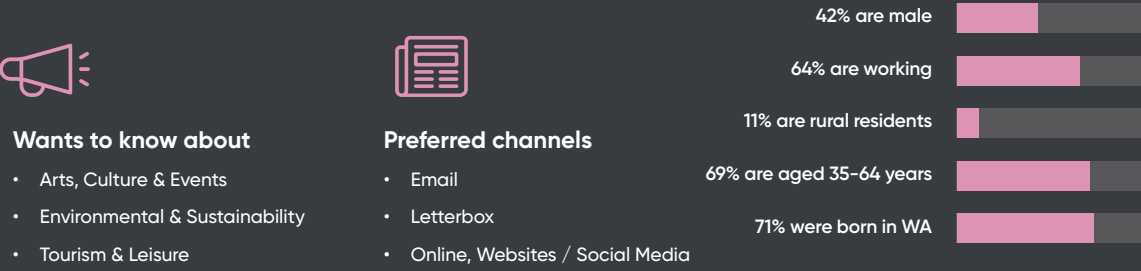 Wants to know about
• Arts, Culture & Events
• Environmental & Sustainability
• Tourism & Leisure
Preferred channels
• Email
• Letterbox
• Online, Websites / Social Media
42% are male
64% are working
11% are rural residents
69% are aged 35-64 years
71% were born in WA